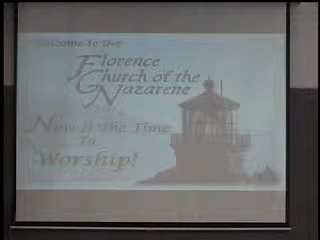 Welcome to the
Florence
Church of the
Nazarene
Now Is The Time
To
Worship!